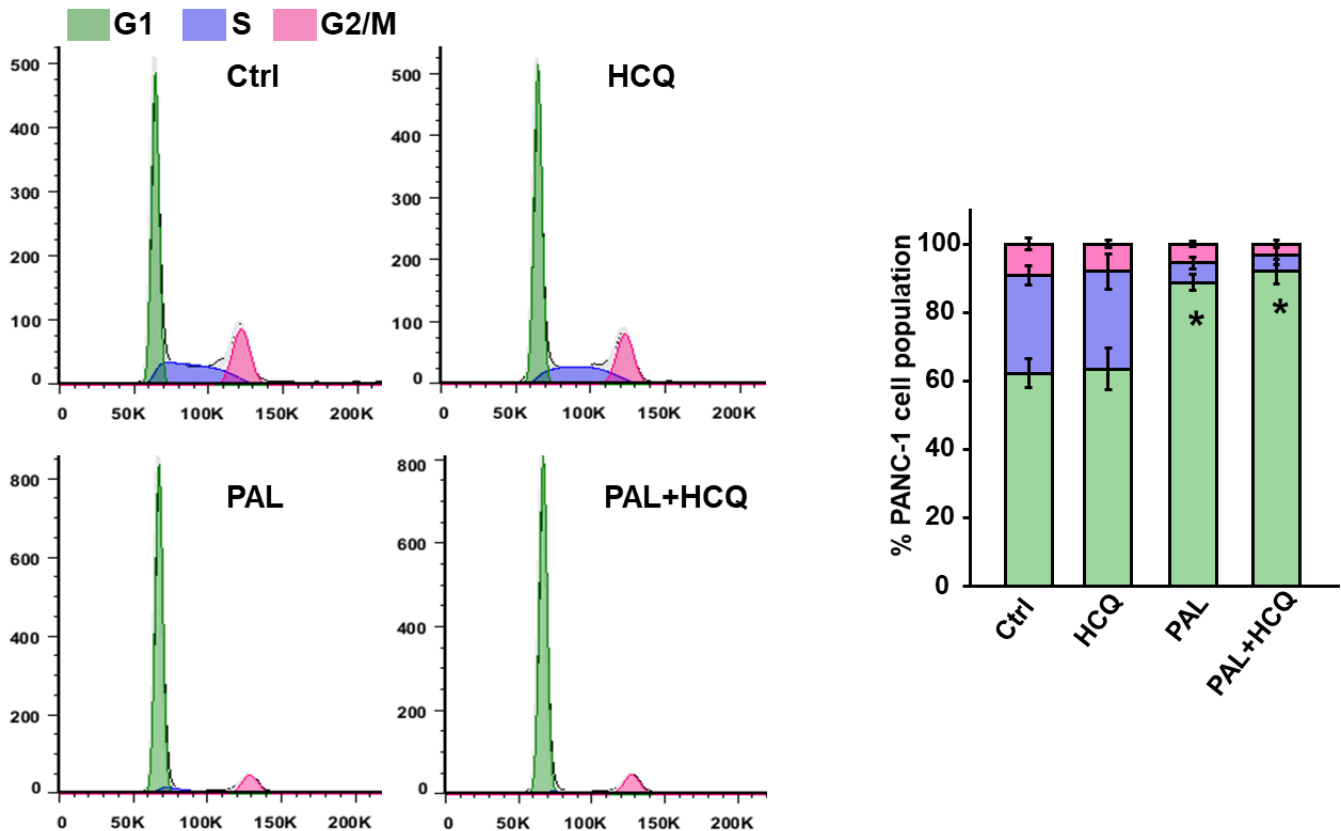 G1 S G2/M
Ctrl
500
400
300
200
100
0
0 50K 100K 150K 200K
HCQ
500
400
300
200
100
0
0 50K 100K 150K 200K
PAL
800
600
400
200
0
0 50K 100K 150K 200K
PAL+HCQ
800
600
400
200
0
0 50K 100K 150K 200K
% PANC-1 cell population
100
80
60
40
20
0
* *
Ctrl HCQ PAL PAL+HCQ